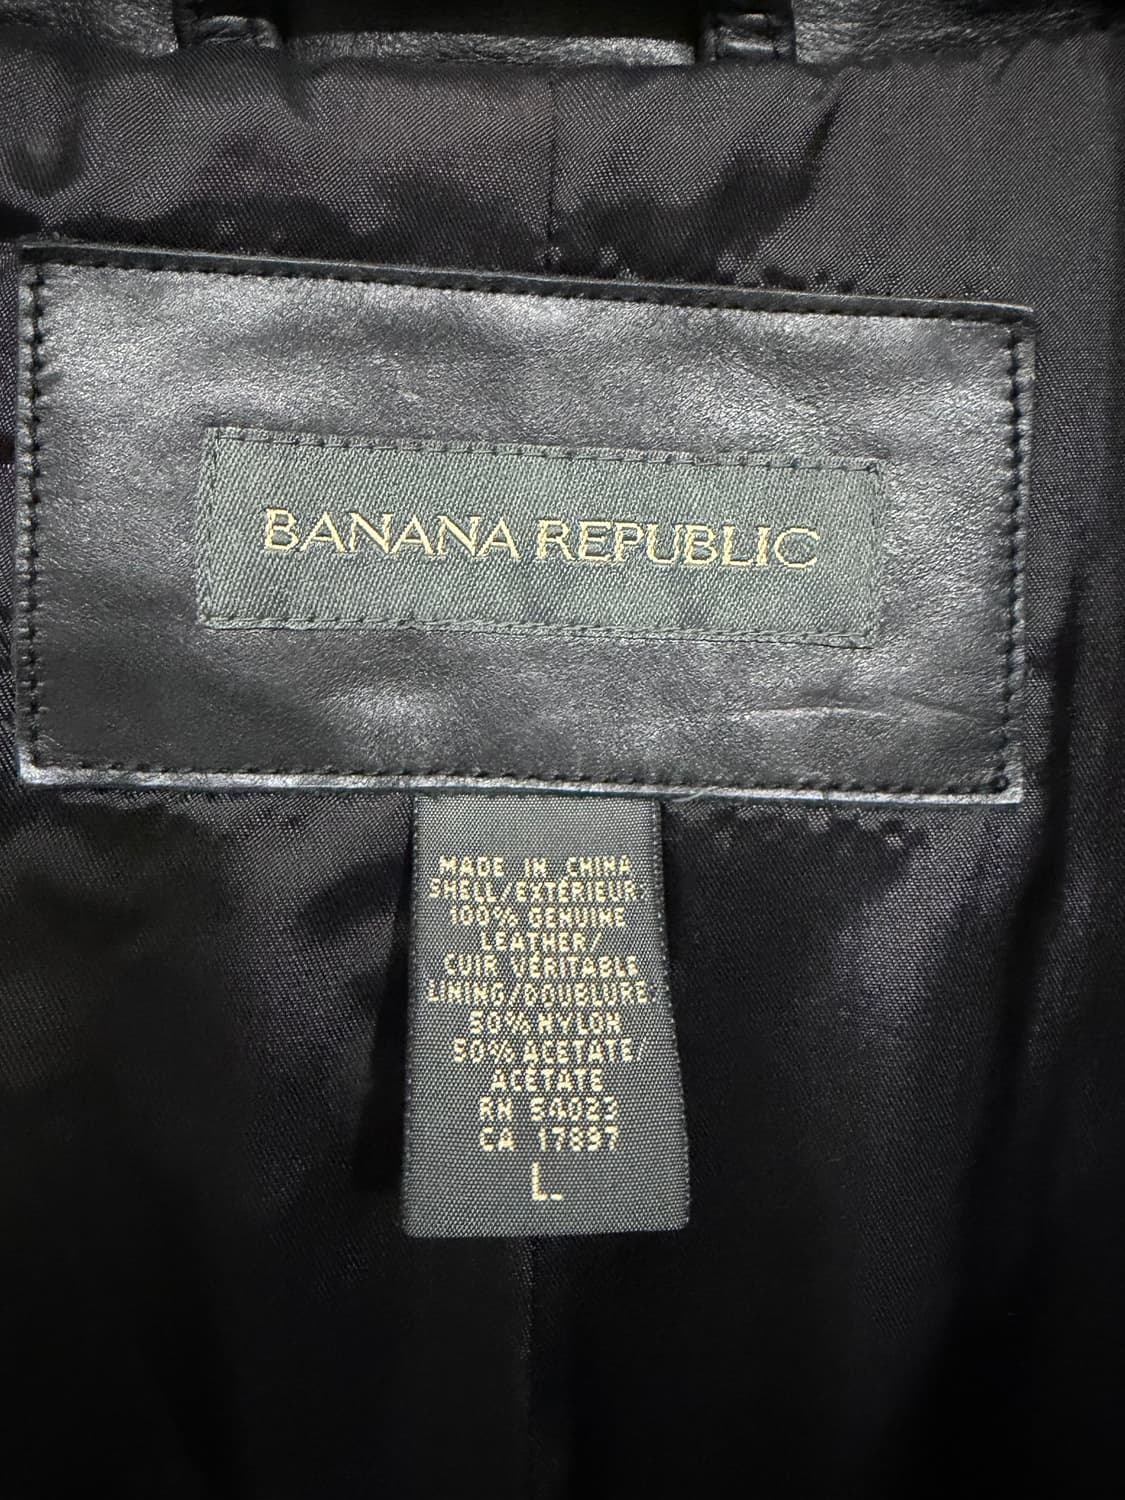 BANANA REPUBLIC
MADE IN CHINA
SHELL/EXTÉRIEUR:
100% GENUINE
LEATHER/
CUIR VÉRITABLE
LINING/DOUBLURE:
50% NYLON
50% ACETATE/
ACÉTATE
RN 54023
CA 17897
L.